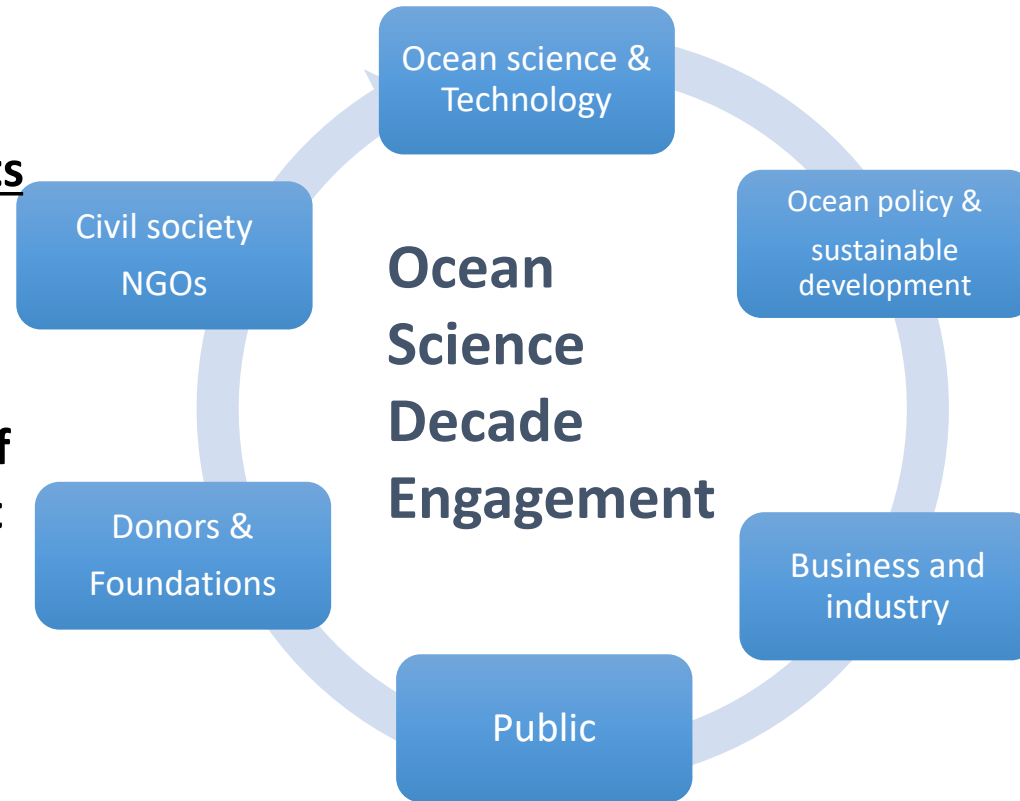 Ocean science &
Technology
Ocean policy &
sustainable
development
Business and
industry
Public
Donors &
Foundations
Civil society
NGOs
Ocean
Science
Decade
Engagement